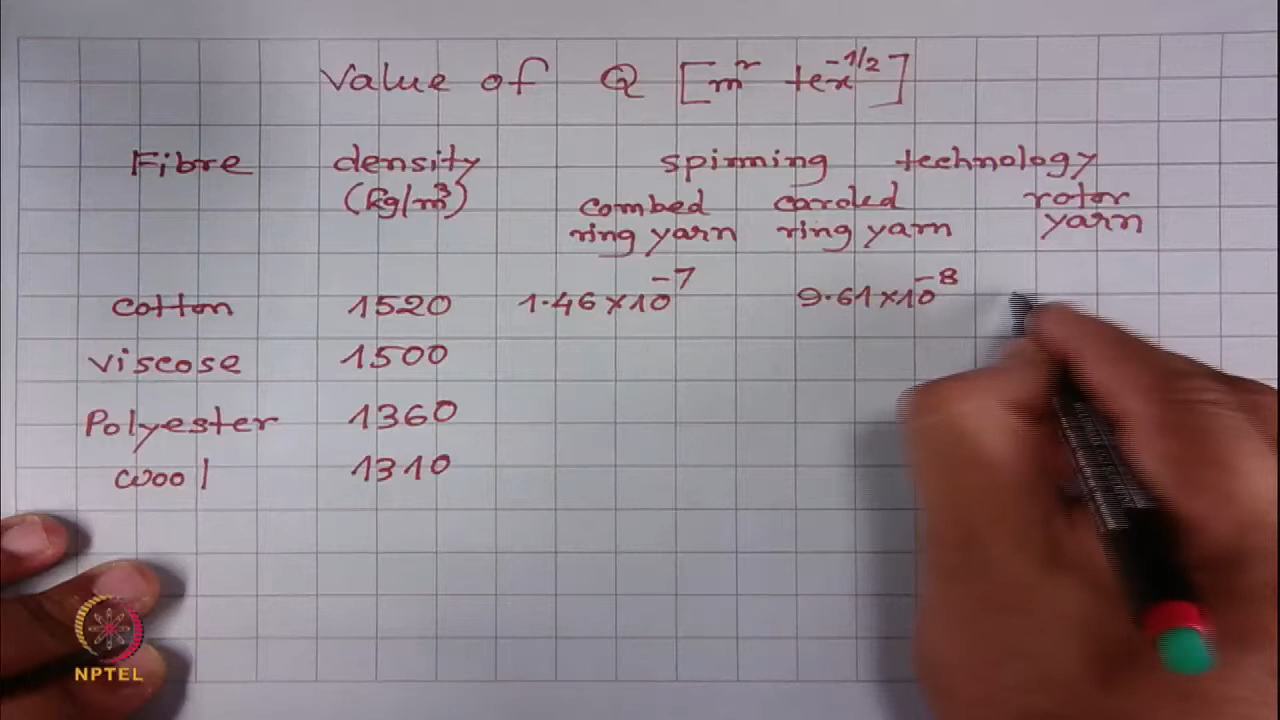 Value of Q [m² tex^-1/2]
Fibre density spinning technology
(kg/m³) combed carded rotor
ring yarn ring yarn yarn
cotton 1520 1.46×10^-7 9.61×10^-8
viscose 1500
Polyester 1360
wool 1310
NPTEL